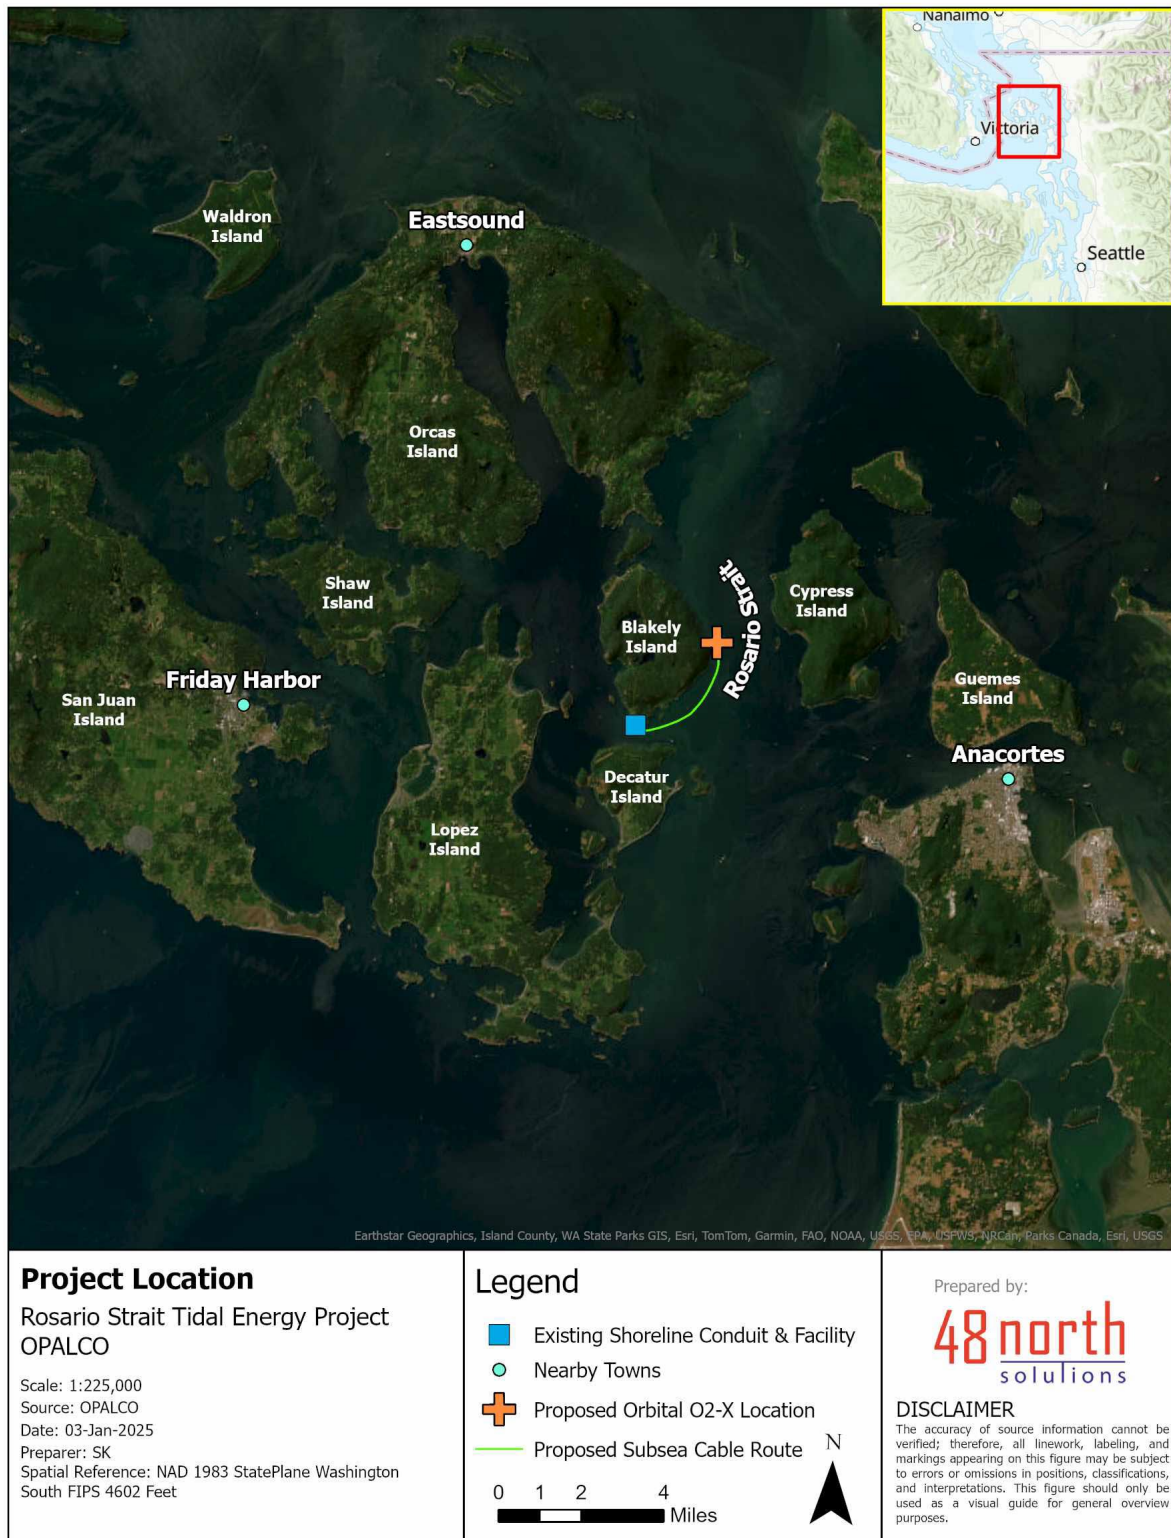 Nanaimo
Victoria
Seattle
Waldron
Island
Eastsound
Orcas
Island
Shaw
Island
Blakely
Island
Rosario Strait
Cypress
Island
Friday Harbor
San Juan
Island
Guemes
Island
Anacortes
Decatur
Island
Lopez
Island
Earthstar Geographics, Island County, WA State Parks GIS, Esri, TomTom, Garmin, FAO, NOAA, USGS, EPA, USFWS, NRCan, Parks Canada, Esri, USGS
Project Location
Rosario Strait Tidal Energy Project
OPALCO
Scale: 1:225,000
Source: OPALCO
Date: 03-Jan-2025
Preparer: SK
Spatial Reference: NAD 1983 StatePlane Washington
South FIPS 4602 Feet
Legend
Existing Shoreline Conduit & Facility
Nearby Towns
Proposed Orbital O2-X Location
Proposed Subsea Cable Route
N
0 1 2 4
Miles
Prepared by:
48 north
solutions
DISCLAIMER
The accuracy of source information cannot be
verified; therefore, all linework, labeling, and
markings appearing on this figure may be subject
to errors or omissions in positions, classifications,
and interpretations. This figure should only be
used as a visual guide for general overview
purposes.